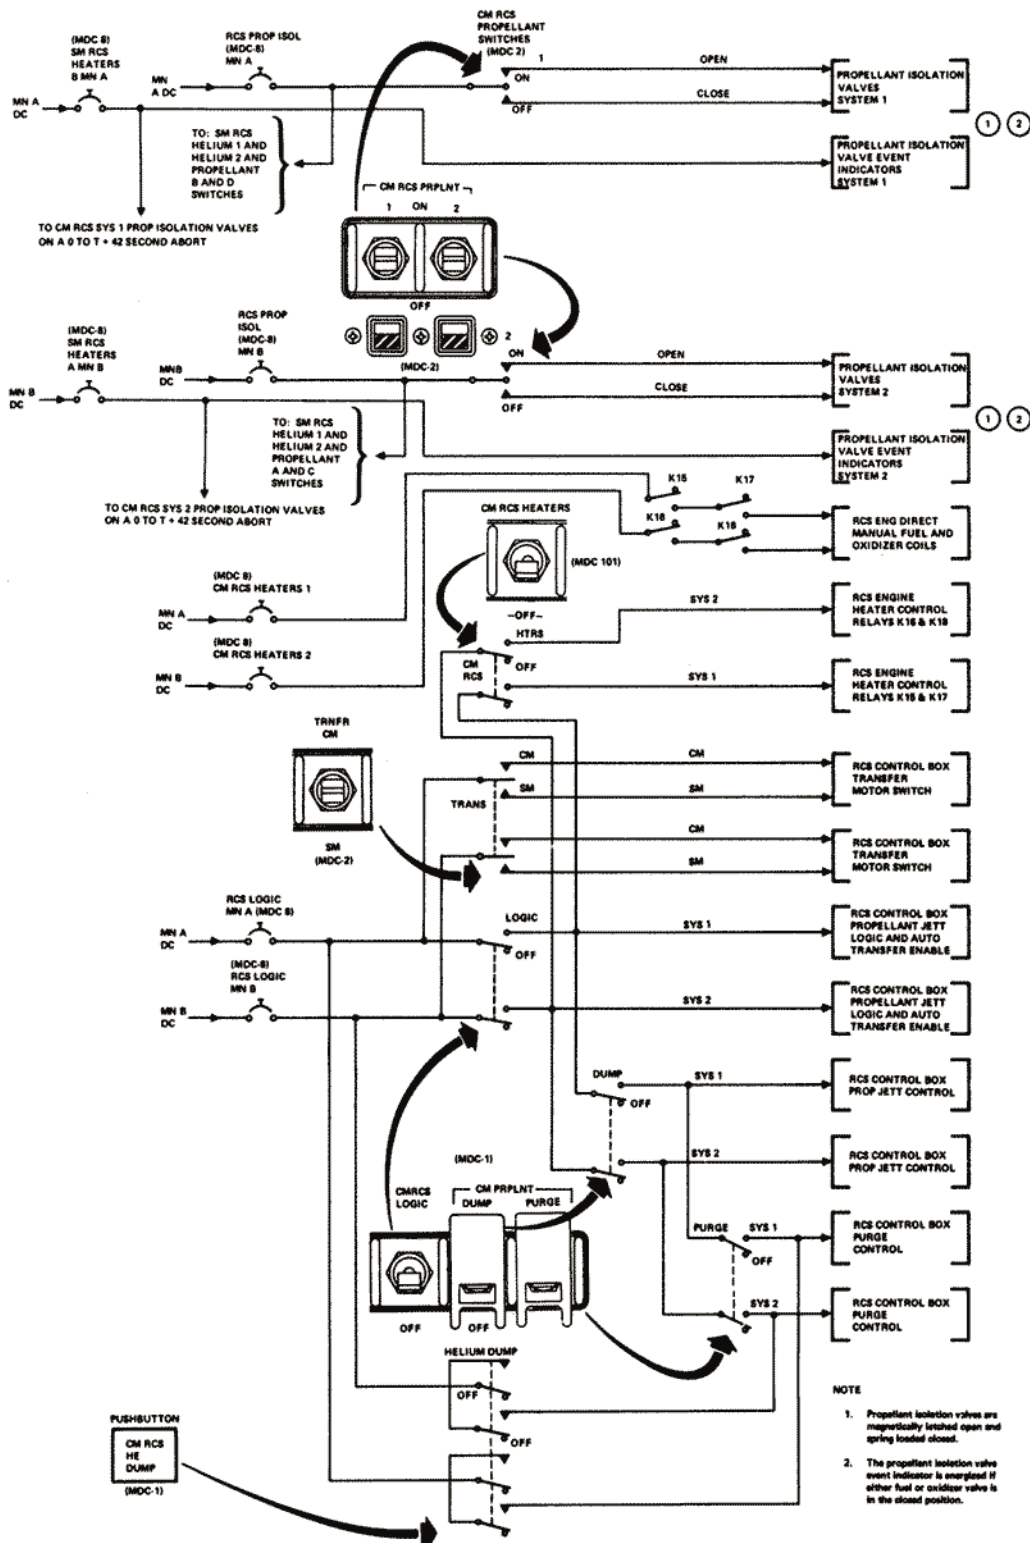 (MDC 8)
SM RCS
HEATERS
B MN A
MN A
DC
RCS PROP ISOL
(MDC-8)
MN A
MN
A DC
CM RCS
PROPELLANT
SWITCHES
(MDC 2)
1
ON
OFF
OPEN
CLOSE
PROPELLANT ISOLATION
VALVES
SYSTEM 1
1 2
PROPELLANT ISOLATION
VALVE EVENT
INDICATORS
SYSTEM 1
TO: SM RCS
HELIUM 1 AND
HELIUM 2 AND
PROPELLANT
B AND D
SWITCHES
TO CM RCS SYS 1 PROP ISOLATION VALVES
ON A 0 TO T + 42 SECOND ABORT
CM RCS PRPLNT
1 ON 2
OFF
(MDC-2)
(MDC-8)
SM RCS
HEATERS
A MN B
MN B
DC
RCS PROP
ISOL
(MDC-8)
MN B
MNB
DC
2
ON
OFF
OPEN
CLOSE
PROPELLANT ISOLATION
VALVES
SYSTEM 2
1 2
PROPELLANT ISOLATION
VALVE EVENT
INDICATORS
SYSTEM 2
TO: SM RCS
HELIUM 1 AND
HELIUM 2 AND
PROPELLANT
A AND C
SWITCHES
TO CM RCS SYS 2 PROP ISOLATION VALVES
ON A 0 TO T + 42 SECOND ABORT
K15 K17
K16 K18
RCS ENG DIRECT
MANUAL FUEL AND
OXIDIZER COILS
CM RCS HEATERS
(MDC 101)
-OFF-
(MDC 8)
CM RCS HEATERS 1
MN A
DC
(MDC 8)
CM RCS HEATERS 2
MN B
DC
HTRS
OFF
CM
RCS
SYS 2
RCS ENGINE
HEATER CONTROL
RELAYS K16 & K18
SYS 1
RCS ENGINE
HEATER CONTROL
RELAYS K15 & K17
TRNFR
CM
SM
(MDC-2)
TRANS
CM
SM
CM
SM
RCS CONTROL BOX
TRANSFER
MOTOR SWITCH
CM
SM
RCS CONTROL BOX
TRANSFER
MOTOR SWITCH
RCS LOGIC
MN A (MDC 8)
MN A
DC
LOGIC
OFF
SYS 1
RCS CONTROL BOX
PROPELLANT JETT
LOGIC AND AUTO
TRANSFER ENABLE
(MDC-8)
RCS LOGIC
MN B
MN B
DC
SYS 2
RCS CONTROL BOX
PROPELLANT JETT
LOGIC AND AUTO
TRANSFER ENABLE
DUMP
OFF
SYS 1
RCS CONTROL BOX
PROP JETT CONTROL
SYS 2
RCS CONTROL BOX
PROP JETT CONTROL
(MDC-1)
CMRCS
LOGIC
CM PRPLNT
DUMP PURGE
OFF OFF
PURGE
SYS 1
OFF
RCS CONTROL BOX
PURGE
CONTROL
SYS 2
RCS CONTROL BOX
PURGE
CONTROL
HELIUM DUMP
OFF
OFF
PUSHBUTTON
CM RCS
HE
DUMP
(MDC-1)
NOTE
1. Propellant isolation valves are
magnetically latched open and
spring loaded closed.
2. The propellant isolation valve
event indicator is energized if
either fuel or oxidizer valve is
in the closed position.